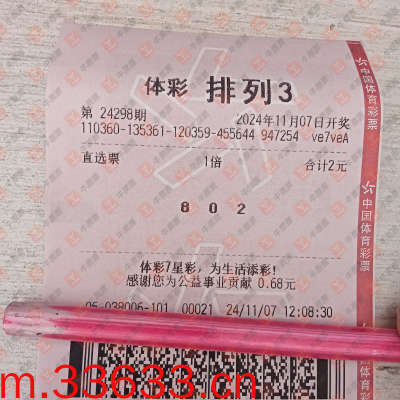 体彩 排列3
第 24298期 2024年11月07日开奖
110360-135361-120359-455644 947254 ve7veA
直选票 1倍 合计2元
8 0 2
体彩7星彩，为生活添彩！
感谢您为公益事业贡献 0.68元
05-038006-101 00021 24/11/07 12:08:30
中国体育彩票
中国体育彩票
m.33633.cn